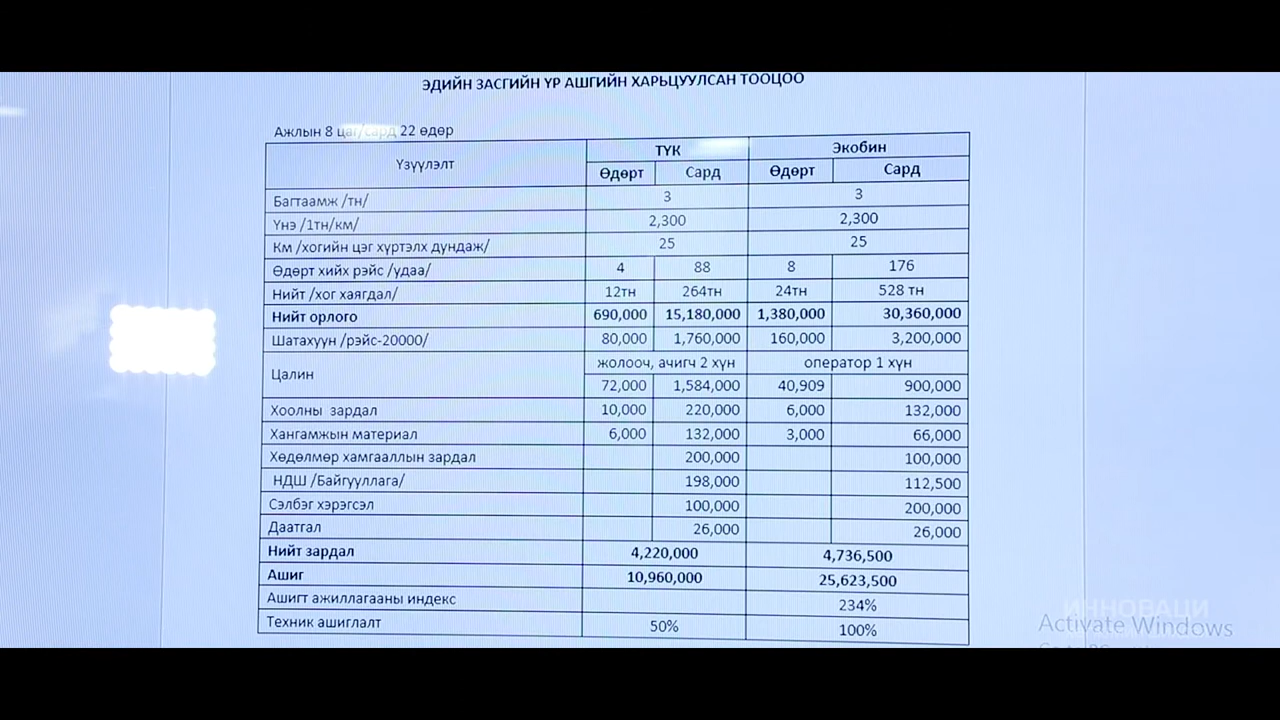 ЭДИЙН ЗАСГИЙН ҮР АШГИЙН ХАРЬЦУУЛСАН ТООЦОО
Ажлын 8 цаг/сард 22 өдөр
Үзүүлэлт ТҮК Экобин
Өдөрт Сард Өдөрт Сард
Багтаамж /тн/ 3 3
Үнэ /1тн/км/ 2,300 2,300
Км /хогийн цэг хүртэлх дундаж/ 25 25
Өдөрт хийх рэйс /удаа/ 4 88 8 176
Нийт /хог хаягдал/ 12тн 264тн 24тн 528 тн
Нийт орлого 690,000 15,180,000 1,380,000 30,360,000
Шатахуун /рэйс-20000/ 80,000 1,760,000 160,000 3,200,000
Цалин жолооч, ачигч 2 хүн оператор 1 хүн
72,000 1,584,000 40,909 900,000
Хоолны зардал 10,000 220,000 6,000 132,000
Хангамжын материал 6,000 132,000 3,000 66,000
Хөдөлмөр хамгааллын зардал 200,000 100,000
НДШ /Байгууллага/ 198,000 112,500
Сэлбэг хэрэгсэл 100,000 200,000
Даатгал 26,000 26,000
Нийт зардал 4,220,000 4,736,500
Ашиг 10,960,000 25,623,500
Ашигт ажиллагааны индекс 234%
Техник ашиглалт 50% 100%
ИННОВАЦИ
Activate Windows